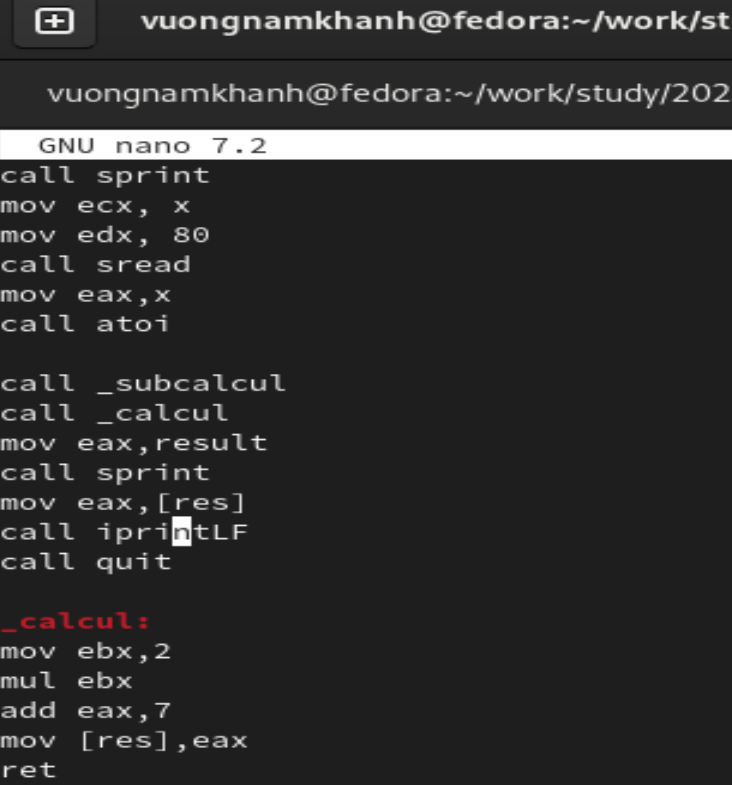 vuongnamkhanh@fedora:~/work/st
vuongnamkhanh@fedora:~/work/study/202
GNU nano 7.2
call sprint
mov ecx, x
mov edx, 80
call sread
mov eax,x
call atoi
call _subcalcul
call _calcul
mov eax,result
call sprint
mov eax,[res]
call iprintLF
call quit
_calcul:
mov ebx,2
mul ebx
add eax,7
mov [res],eax
ret